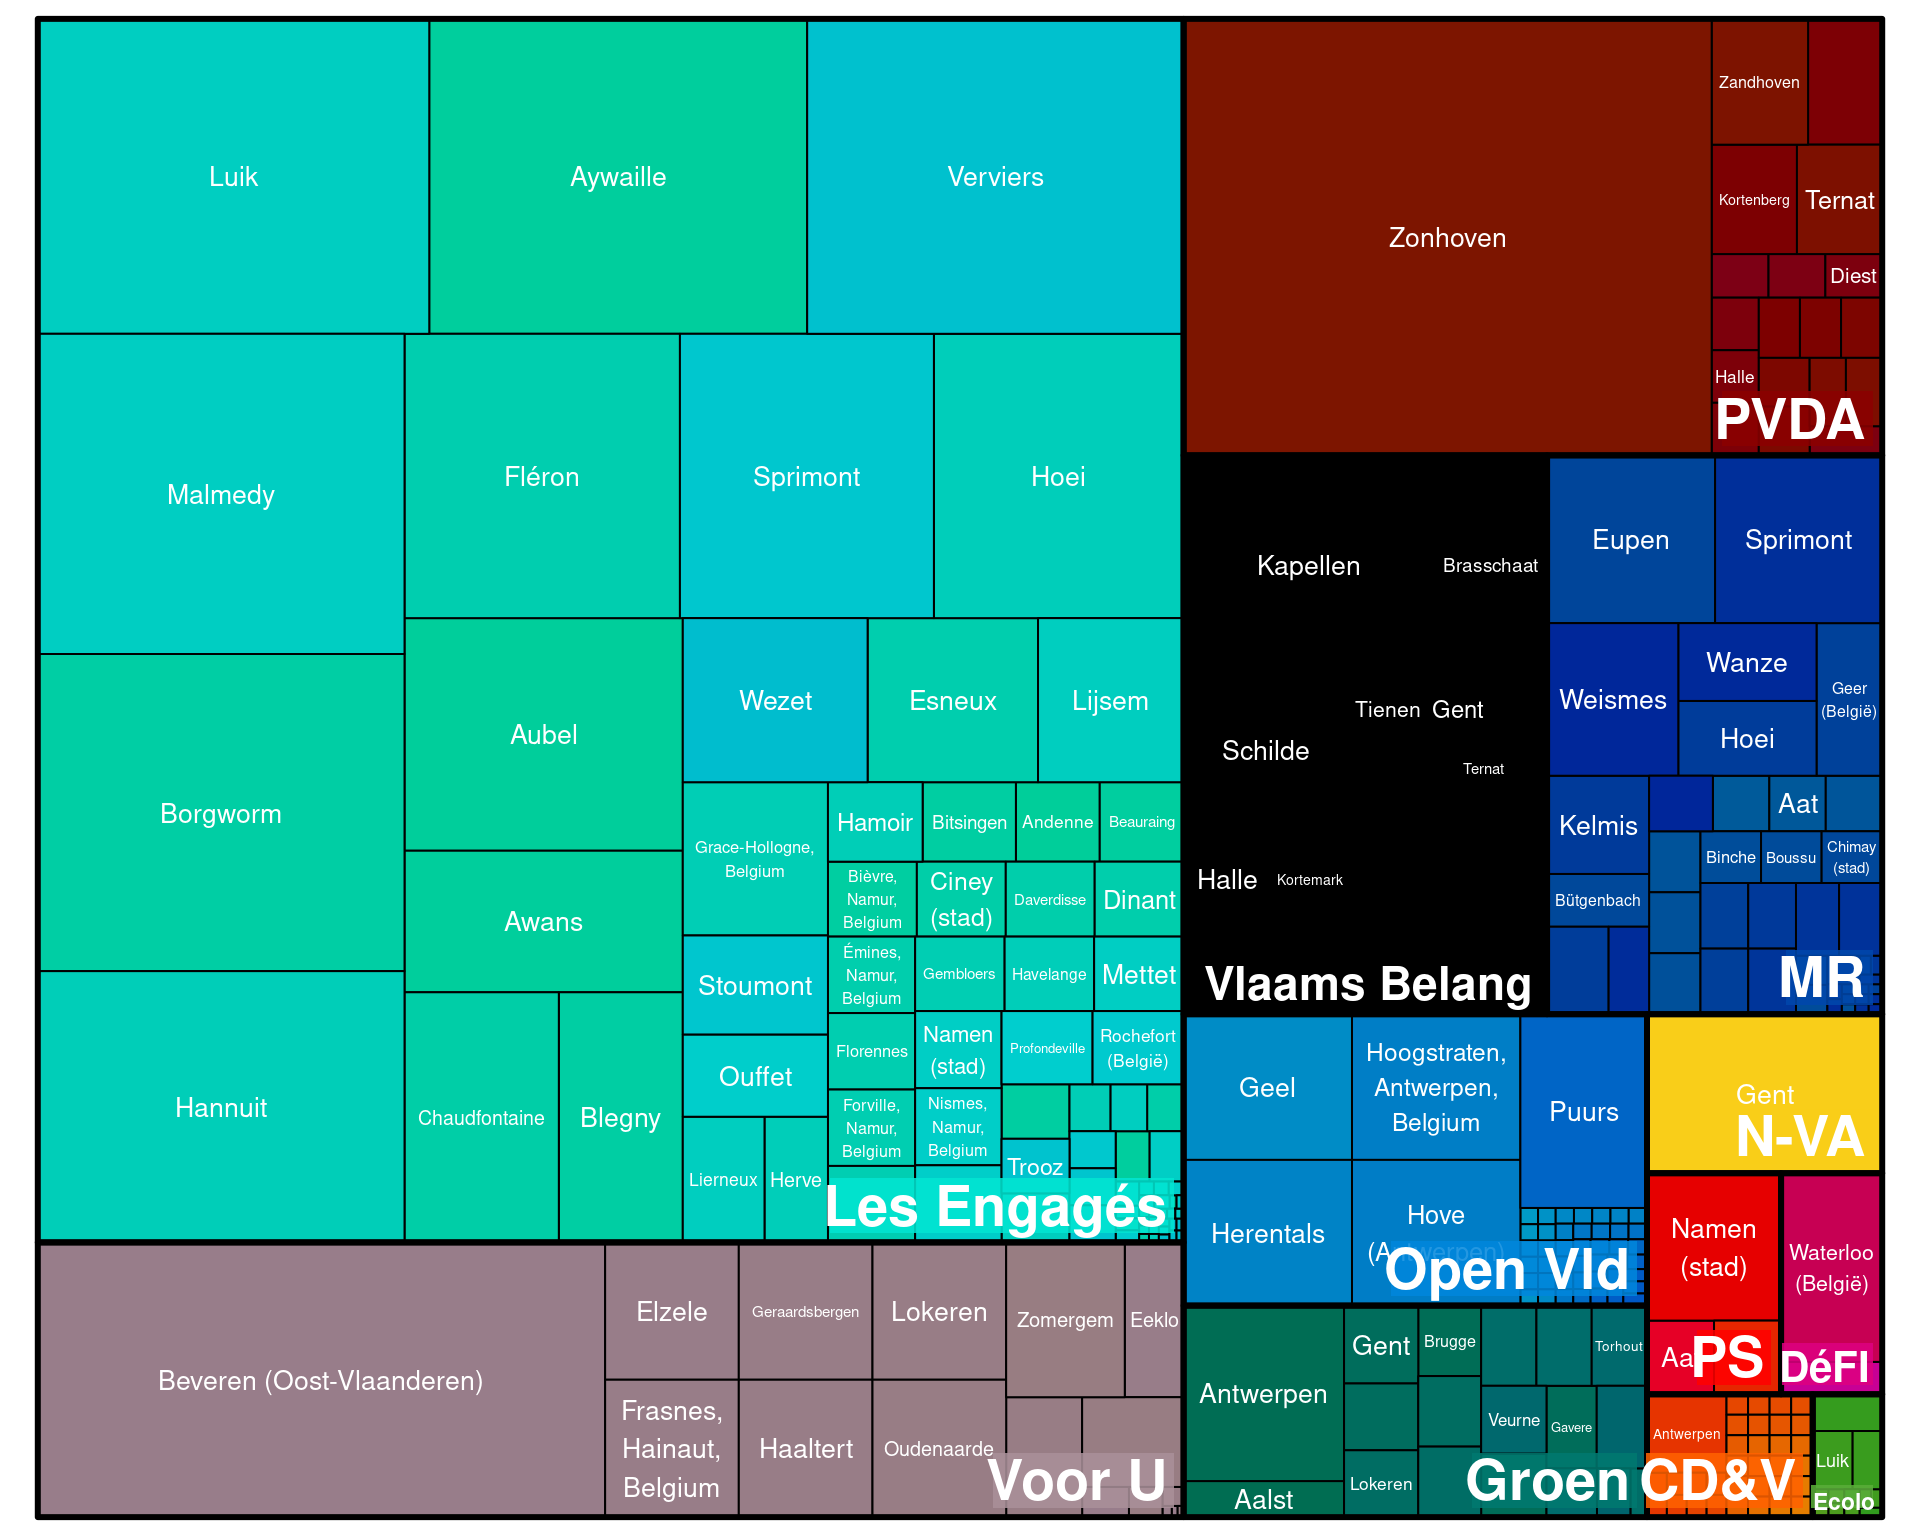 Luik
Aywaille
Verviers
Malmedy
Fléron
Sprimont
Hoei
Borgworm
Aubel
Wezet
Esneux
Lijsem
Awans
Hannuit
Chaudfontaine
Blegny
Grace-Hollogne,
Belgium
Stoumont
Ouffet
Lierneux
Herve
Hamoir
Bitsingen
Andenne
Beauraing
Bièvre,
Namur,
Belgium
Ciney
(stad)
Daverdisse
Dinant
Émines,
Namur,
Belgium
Gembloers
Havelange
Mettet
Florennes
Namen
(stad)
Profondeville
Rochefort
(België)
Forville,
Namur,
Belgium
Nismes,
Namur,
Belgium
Trooz
Les Engagés
Beveren (Oost-Vlaanderen)
Elzele
Geraardsbergen
Lokeren
Zomergem
Eeklo
Frasnes,
Hainaut,
Belgium
Haaltert
Oudenaarde
Voor U
Zonhoven
Zandhoven
Kortenberg
Ternat
Diest
Halle
PVDA
Kapellen
Brasschaat
Tienen
Gent
Schilde
Ternat
Halle
Kortemark
Vlaams Belang
Eupen
Sprimont
Weismes
Wanze
Hoei
Geer
(België)
Kelmis
Aat
Bütgenbach
Binche
Boussu
Chimay
(stad)
MR
Geel
Hoogstraten,
Antwerpen,
Belgium
Puurs
Herentals
Hove
(Antwerpen)
Open Vld
Gent
N-VA
Namen
(stad)
PS
Waterloo
(België)
DéFI
Antwerpen
Gent
Brugge
Torhout
Veurne
Gavere
Aalst
Lokeren
Groen
Antwerpen
CD&V
Luik
Ecolo